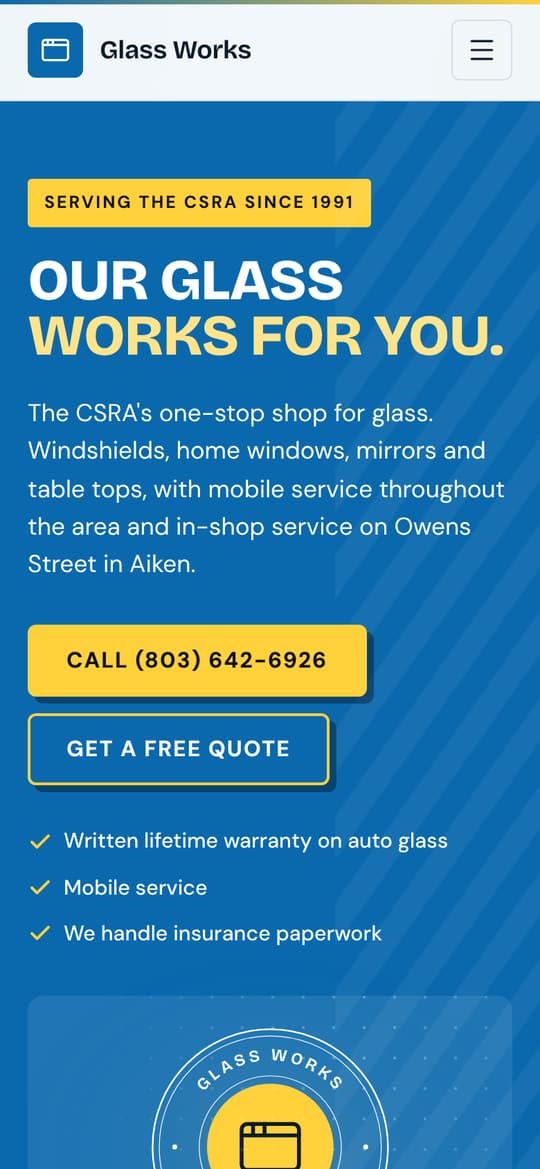 Glass Works
SERVING THE CSRA SINCE 1991
OUR GLASS
WORKS FOR YOU.
The CSRA's one-stop shop for glass.
Windshields, home windows, mirrors and
table tops, with mobile service throughout
the area and in-shop service on Owens
Street in Aiken.
CALL (803) 642-6926
GET A FREE QUOTE
Written lifetime warranty on auto glass
Mobile service
We handle insurance paperwork
GLASS WORKS